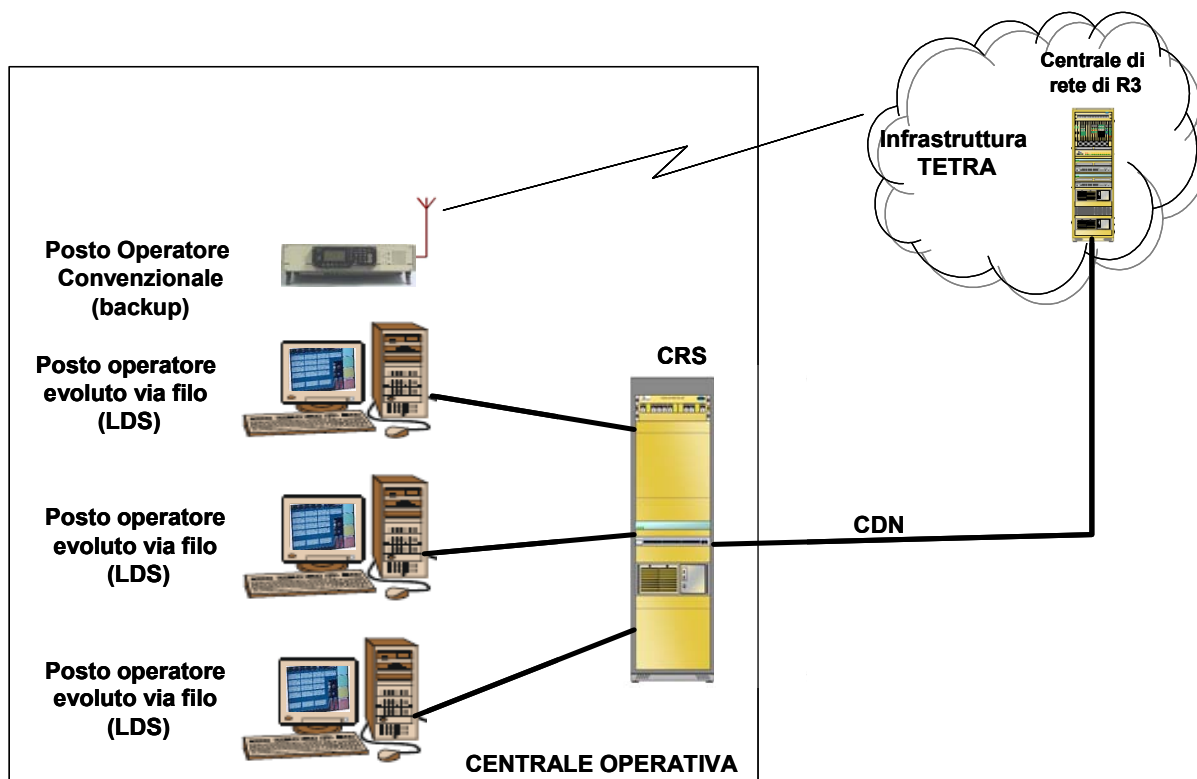 Centrale di
rete di R3
Infrastruttura
TETRA
Posto Operatore
Convenzionale
(backup)
Posto operatore
evoluto via filo
(LDS)
CRS
Posto operatore
evoluto via filo
(LDS)
CDN
Posto operatore
evoluto via filo
(LDS)
CENTRALE OPERATIVA